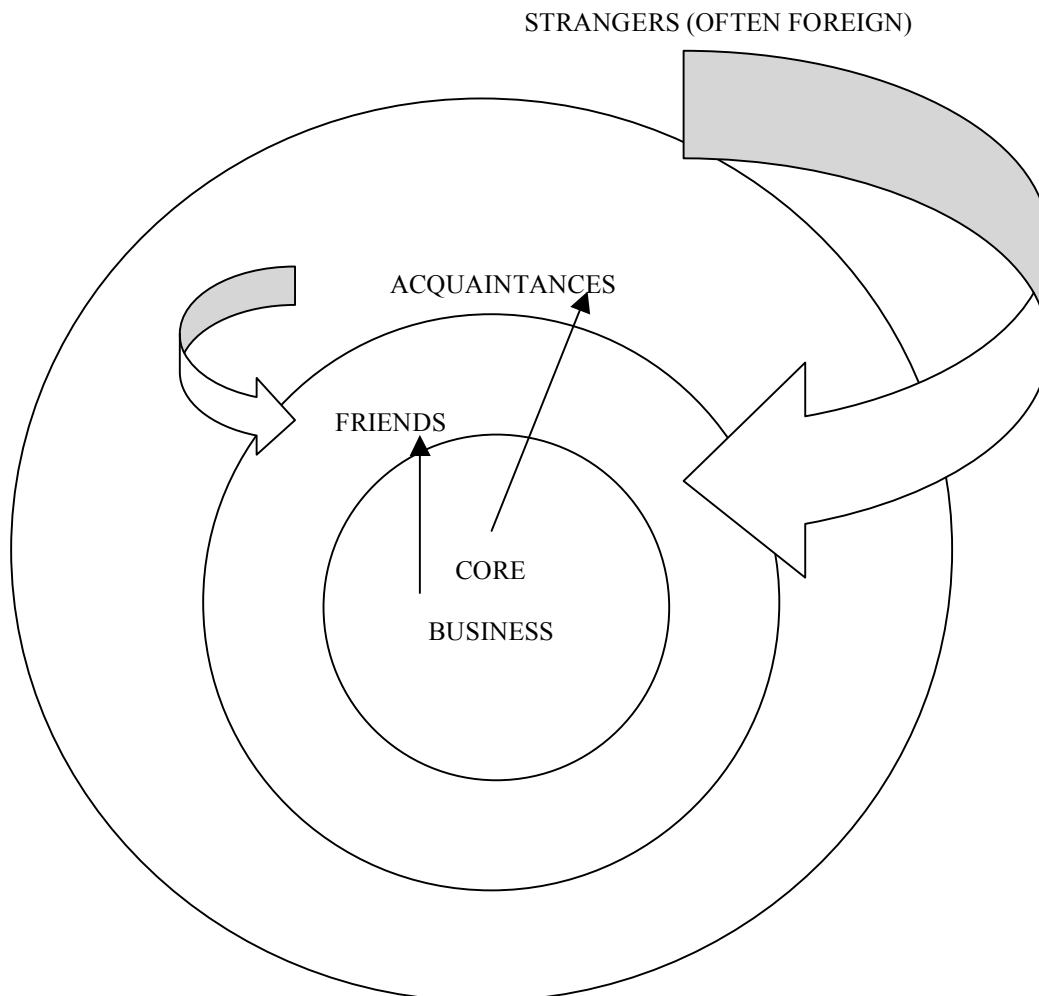 STRANGERS (OFTEN FOREIGN)
ACQUAINTANCES
FRIENDS
CORE
BUSINESS